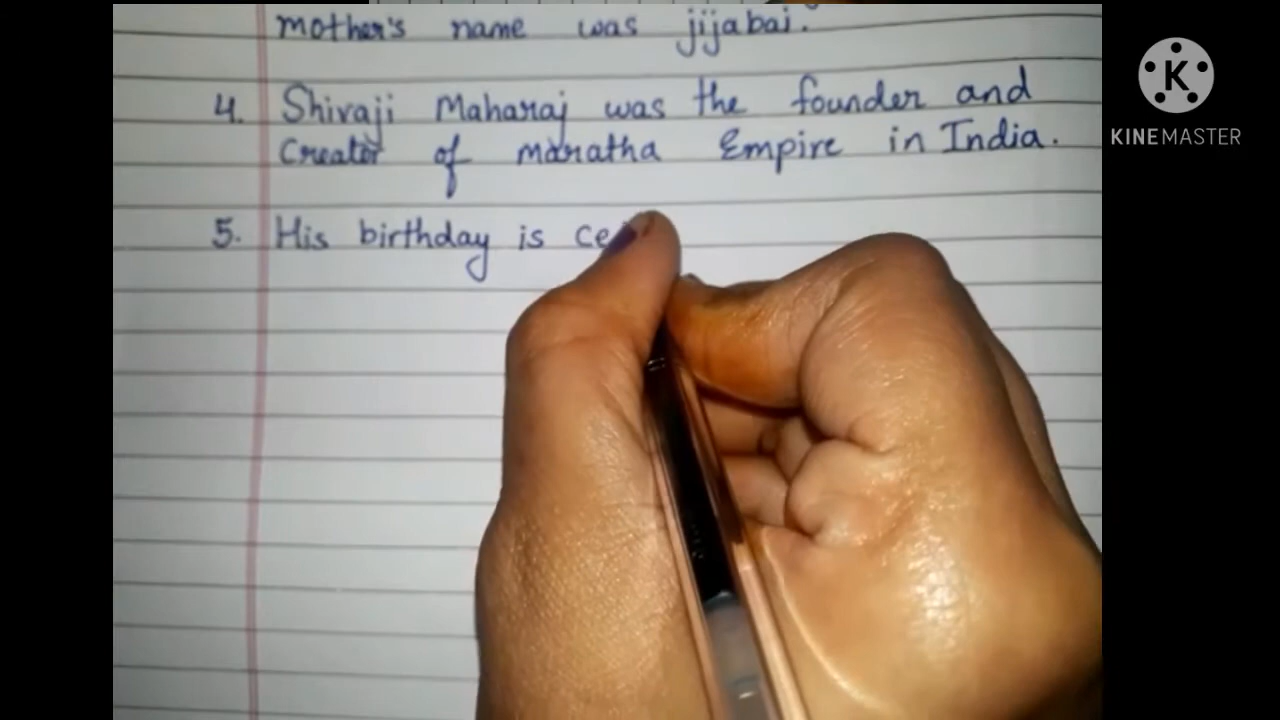 mother's name was jijabai.
4. Shivaji Maharaj was the founder and
Creator of maratha Empire in India.
5. His birthday is ce
K
KINEMASTER